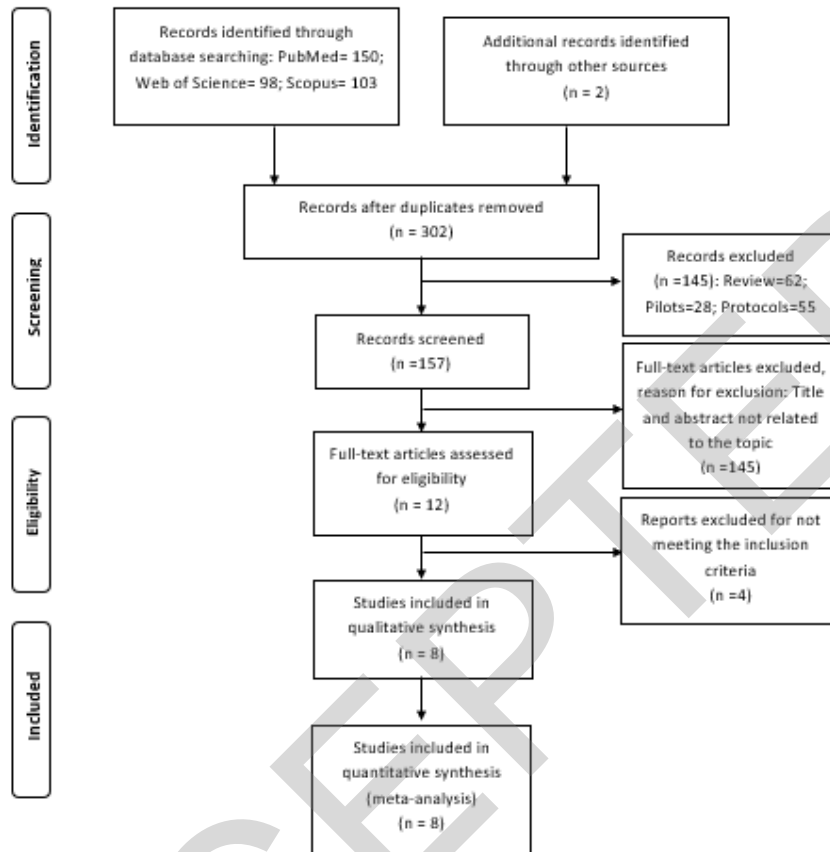 Identification
Records identified through
database searching: PubMed= 150;
Web of Science= 98; Scopus= 103
Additional records identified
through other sources
(n = 2)
Records after duplicates removed
(n = 302)
Screening
Records excluded
(n =145): Review=62;
Pilots=28; Protocols=55
Records screened
(n =157)
Full-text articles excluded,
reason for exclusion: Title
and abstract not related
to the topic
(n =145)
Eligibility
Full-text articles assessed
for eligibility
(n = 12)
Reports excluded for not
meeting the inclusion
criteria
(n =4)
Studies included in
qualitative synthesis
(n = 8)
Included
Studies included in
quantitative synthesis
(meta-analysis)
(n = 8)